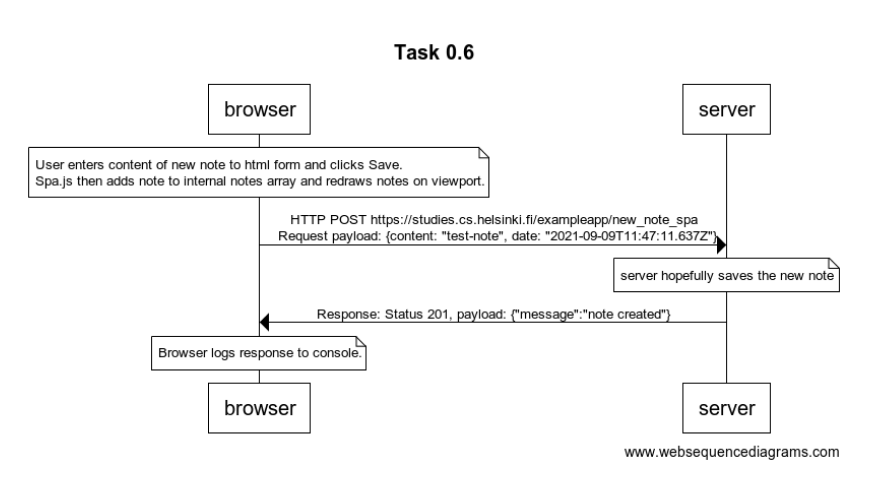 Task 0.6
browser
server
User enters content of new note to html form and clicks Save.
Spa.js then adds note to internal notes array and redraws notes on viewport.
HTTP POST https://studies.cs.helsinki.fi/exampleapp/new_note_spa
Request payload: {content: "test-note", date: "2021-09-09T11:47:11.637Z"}
server hopefully saves the new note
Response: Status 201, payload: {"message":"note created"}
Browser logs response to console.
browser
server
www.websequencediagrams.com